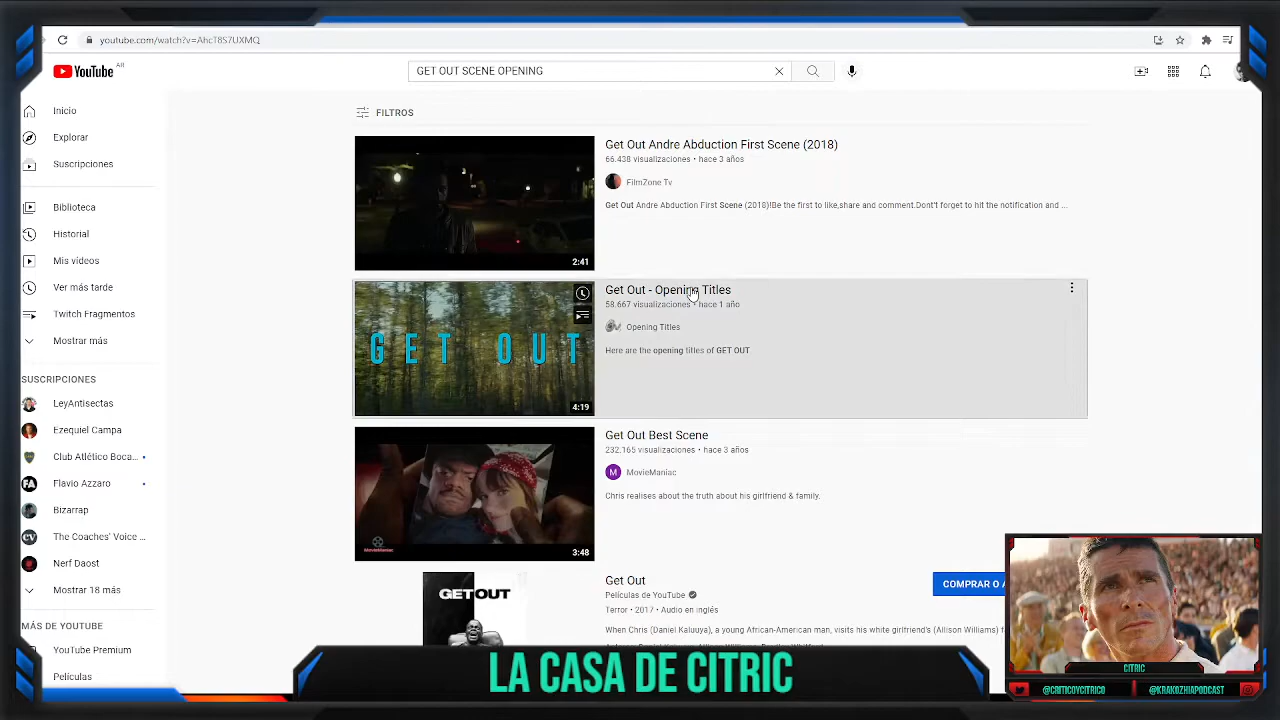 youtube.com/watch?v=AhcT8S7UXMQ
YouTube AR
GET OUT SCENE OPENING
Inicio
Explorar
Suscripciones
Biblioteca
Historial
Mis videos
Ver más tarde
Twitch Fragmentos
Mostrar más
SUSCRIPCIONES
LeyAntisectas
Ezequiel Campa
Club Atlético Boca...
Flavio Azzaro
Bizarrap
The Coaches' Voice ...
Nerf Daost
Mostrar 18 más
MÁS DE YOUTUBE
YouTube Premium
Películas
FILTROS
Get Out Andre Abduction First Scene (2018)
66.438 visualizaciones • hace 3 años
FilmZone Tv
Get Out Andre Abduction First Scene (2018)!Be the first to like,share and comment.Don't forget to hit the notification and ...
2:41
GET OUT
4:19
Get Out - Opening Titles
58.667 visualizaciones • hace 1 año
Opening Titles
Here are the opening titles of GET OUT.
MovieManiac
3:48
Get Out Best Scene
232.165 visualizaciones • hace 3 años
M MovieManiac
Chris realises about the truth about his girlfriend & family.
GET OUT
Get Out
Películas de YouTube
Terror • 2017 • Audio en inglés
When Chris (Daniel Kaluuya), a young African-American man, visits his white girlfriend's (Allison Williams) fa
COMPRAR O A
LA CASA DE CITRIC
CITRIC
@CRITICOYCITRICO
@KRAKOZHIAPODCAST